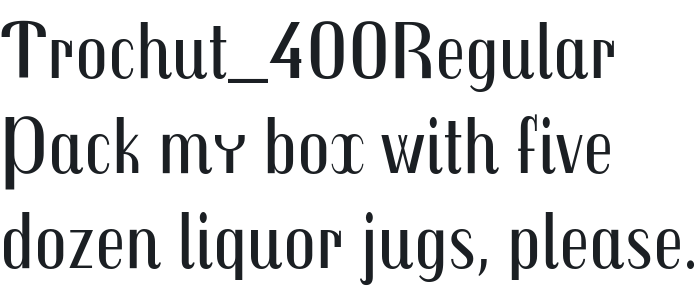 Trochut_400Regular
Pack my box with five
dozen liquor jugs, please.